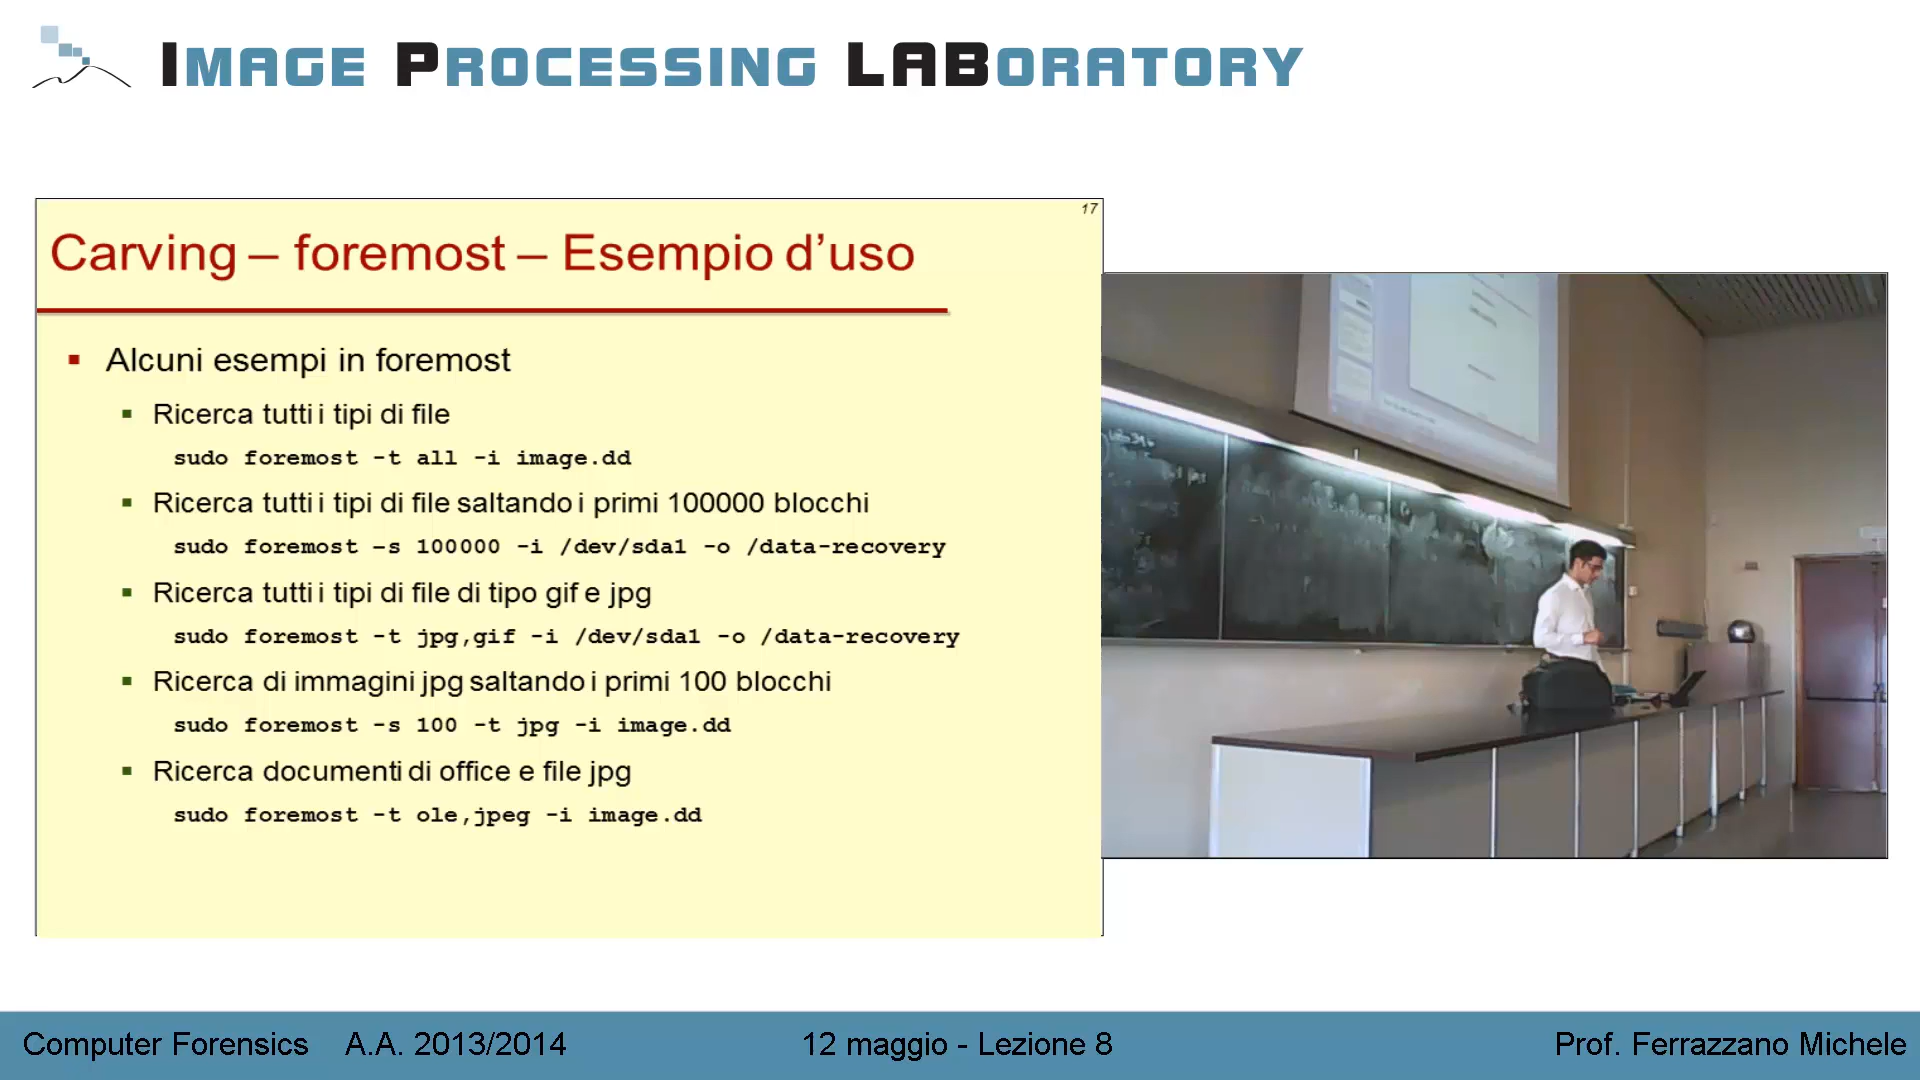 IMAGE PROCESSING LABORATORY
17
Carving – foremost – Esempio d'uso
Alcuni esempi in foremost
Ricerca tutti i tipi di file
sudo foremost -t all -i image.dd
Ricerca tutti i tipi di file saltando i primi 100000 blocchi
sudo foremost –s 100000 -i /dev/sda1 -o /data-recovery
Ricerca tutti i tipi di file di tipo gif e jpg
sudo foremost -t jpg,gif -i /dev/sda1 -o /data-recovery
Ricerca di immagini jpg saltando i primi 100 blocchi
sudo foremost -s 100 -t jpg -i image.dd
Ricerca documenti di office e file jpg
sudo foremost -t ole,jpeg -i image.dd
Computer Forensics A.A. 2013/2014
12 maggio - Lezione 8
Prof. Ferrazzano Michele